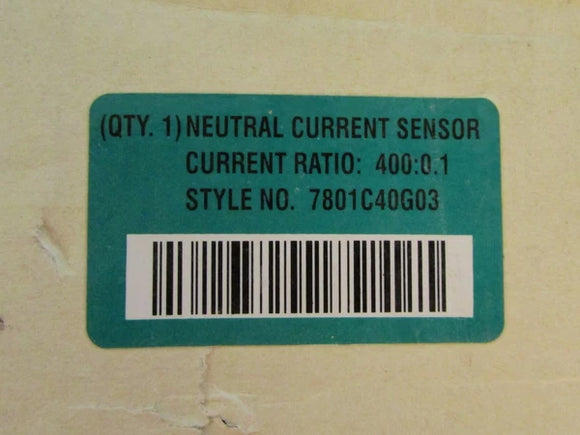 (QTY. 1) NEUTRAL CURRENT SENSOR
CURRENT RATIO: 400:0.1
STYLE NO. 7801C40G03